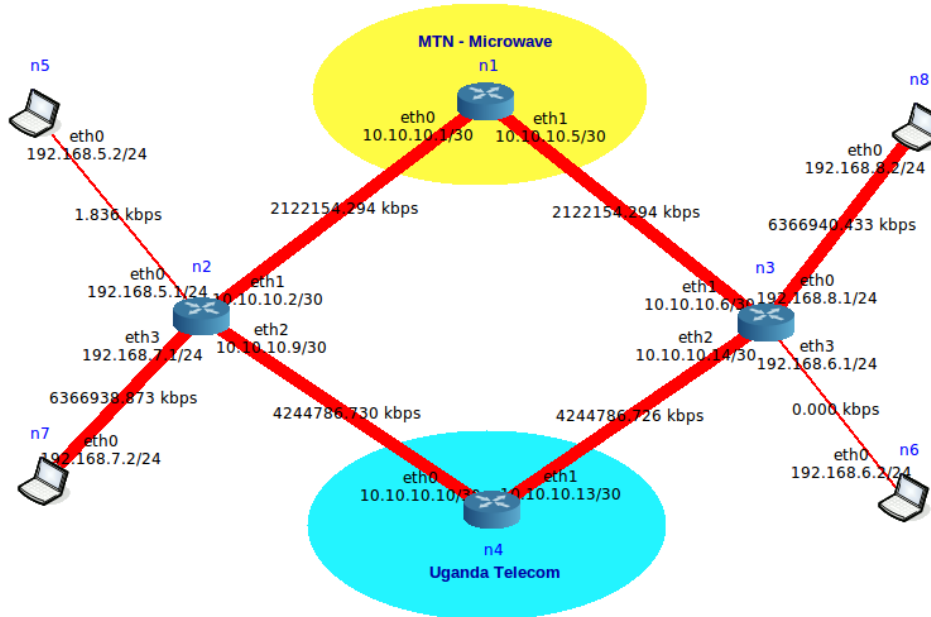 MTN - Microwave
n1
n5
n8
eth0
10.10.10.1/30
eth1
10.10.10.5/30
eth0
192.168.5.2/24
eth0
192.168.8.2/24
1.836 kbps
2122154.294 kbps
2122154.294 kbps
6366940.433 kbps
n2
n3
eth0
192.168.5.1/24
eth1
10.10.10.2/30
eth1
10.10.10.6/30
eth0
192.168.8.1/24
eth3
192.168.7.1/24
eth2
10.10.10.9/30
eth2
10.10.10.14/30
eth3
192.168.6.1/24
6366938.873 kbps
4244786.730 kbps
4244786.726 kbps
0.000 kbps
n7
eth0
192.168.7.2/24
n6
eth0
192.168.6.2/24
eth0
10.10.10.10/30
eth1
10.10.10.13/30
n4
Uganda Telecom